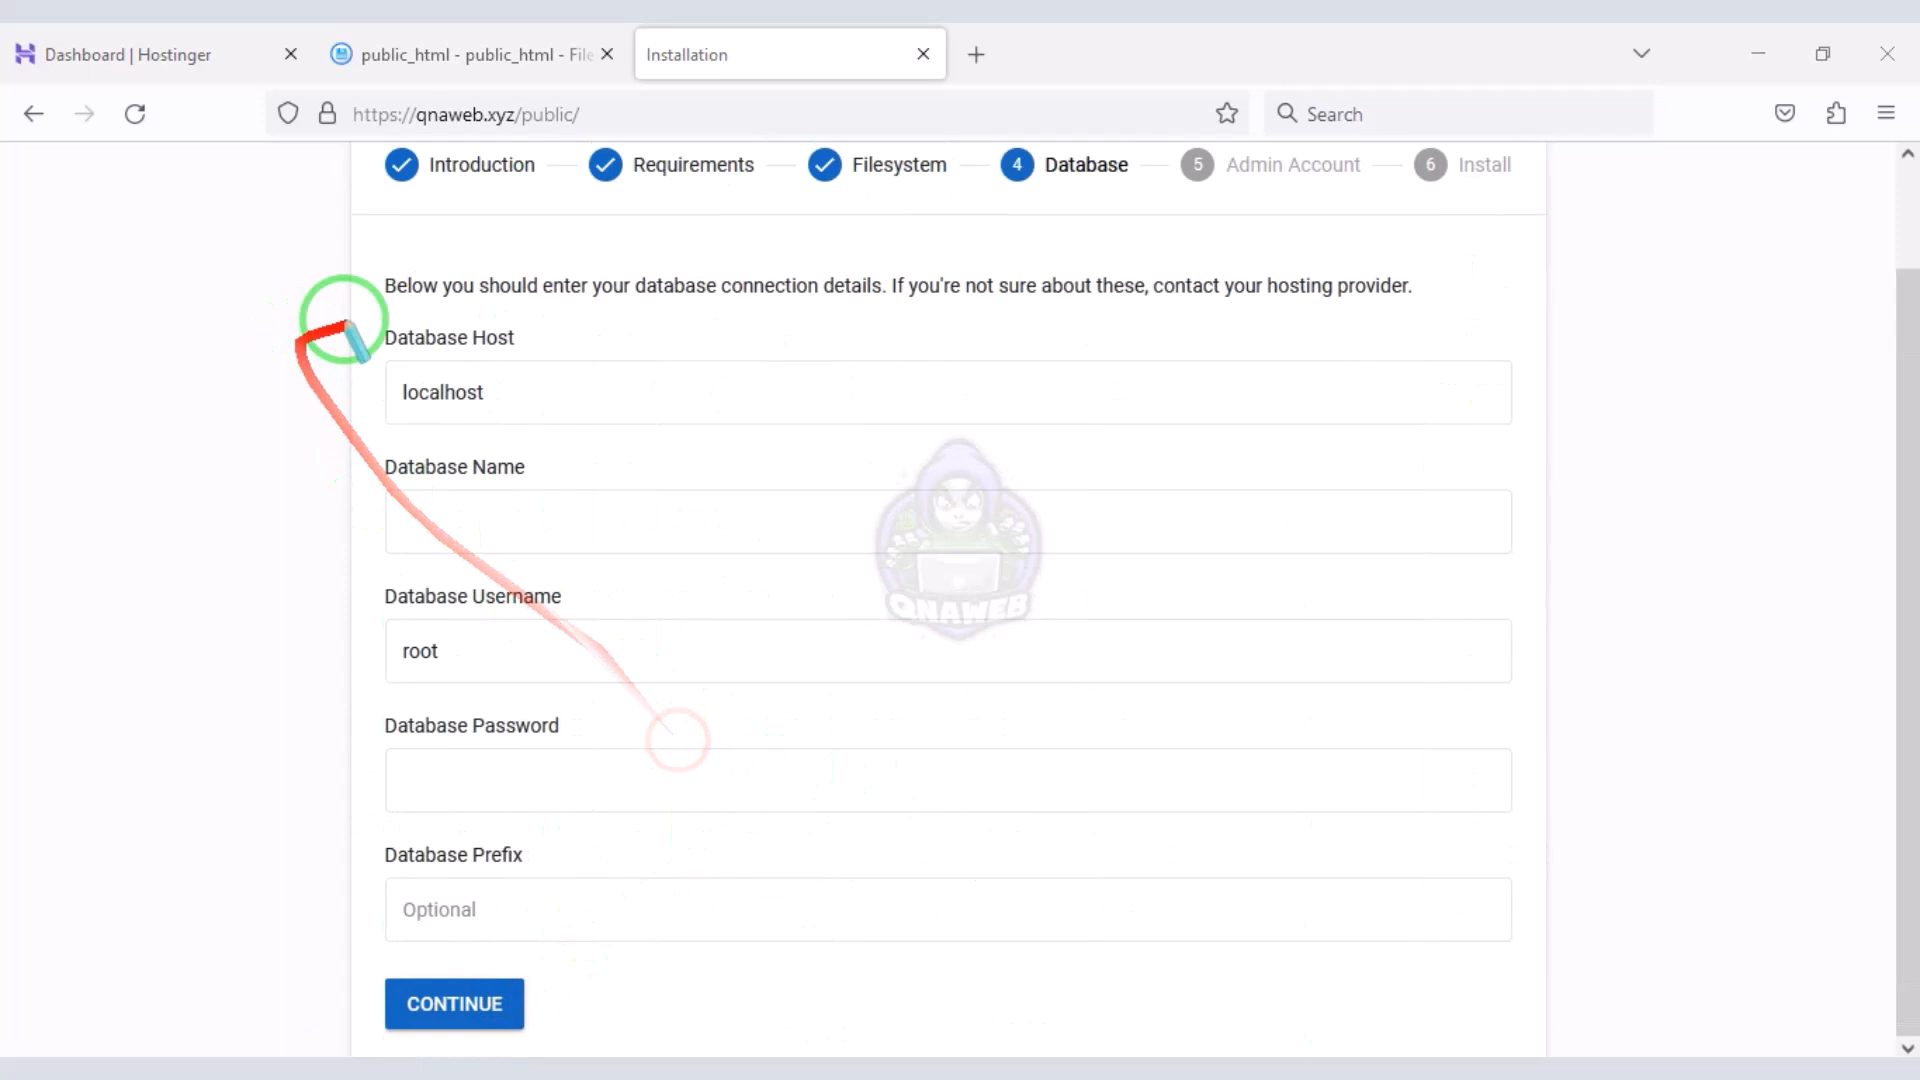 Dashboard | Hostinger
public_html - public_html - File
Installation
https://qnaweb.xyz/public/
Search
Introduction
Requirements
Filesystem
4 Database
5 Admin Account
6 Install
Below you should enter your database connection details. If you're not sure about these, contact your hosting provider.
Database Host
localhost
Database Name
QNAWEB
Database Username
root
Database Password
Database Prefix
Optional
CONTINUE